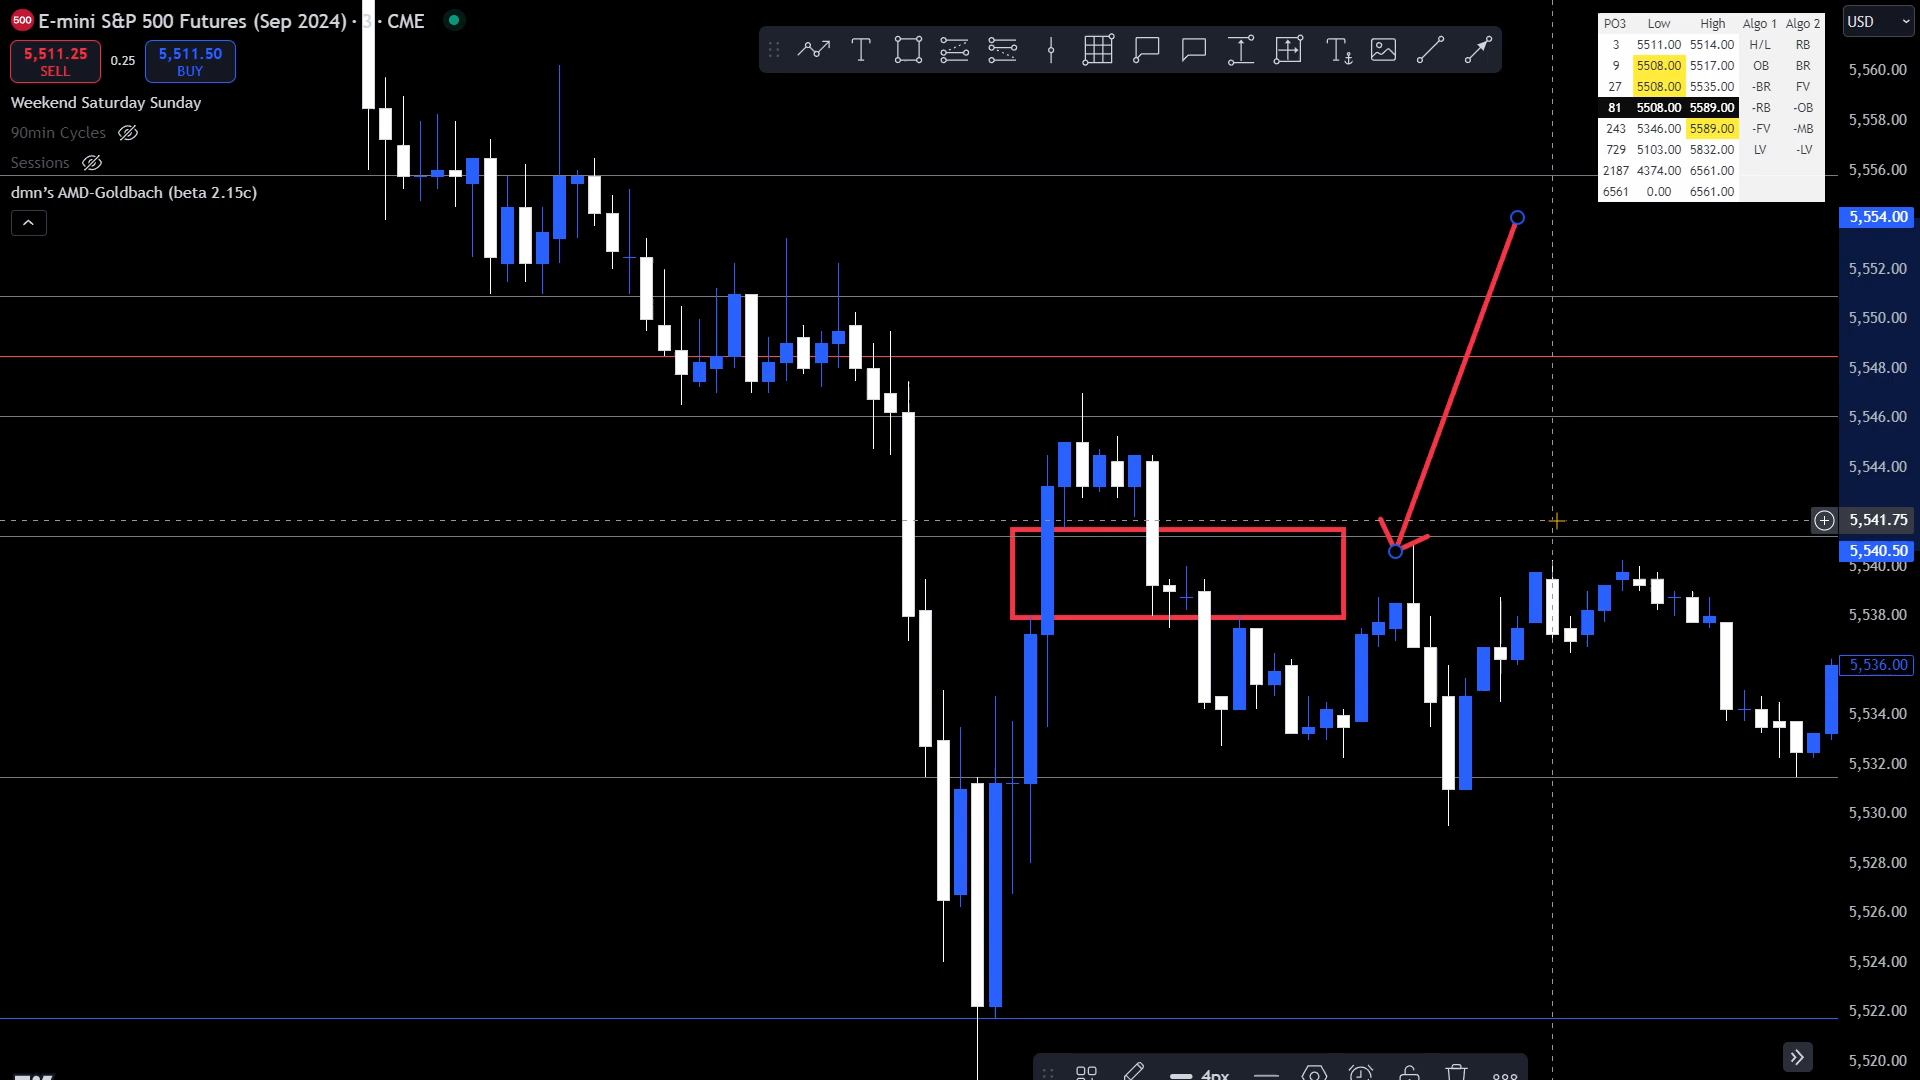 500 E-mini S&P 500 Futures (Sep 2024) · 3 · CME
5,511.25 SELL 0.25 5,511.50 BUY
Weekend Saturday Sunday
90min Cycles
Sessions
dmn's AMD-Goldbach (beta 2.15c)
PO3 Low High Algo 1 Algo 2
3 5511.00 5514.00 H/L RB
9 5508.00 5517.00 OB BR
27 5508.00 5535.00 -BR FV
81 5508.00 5589.00 -RB -OB
243 5346.00 5589.00 -FV -MB
729 5103.00 5832.00 LV -LV
2187 4374.00 6561.00
6561 0.00 6561.00
USD
5,560.00
5,558.00
5,556.00
5,554.00
5,552.00
5,550.00
5,548.00
5,546.00
5,544.00
5,541.75
5,540.50
5,540.00
5,538.00
5,536.00
5,534.00
5,532.00
5,530.00
5,528.00
5,526.00
5,524.00
5,522.00
5,520.00
4px